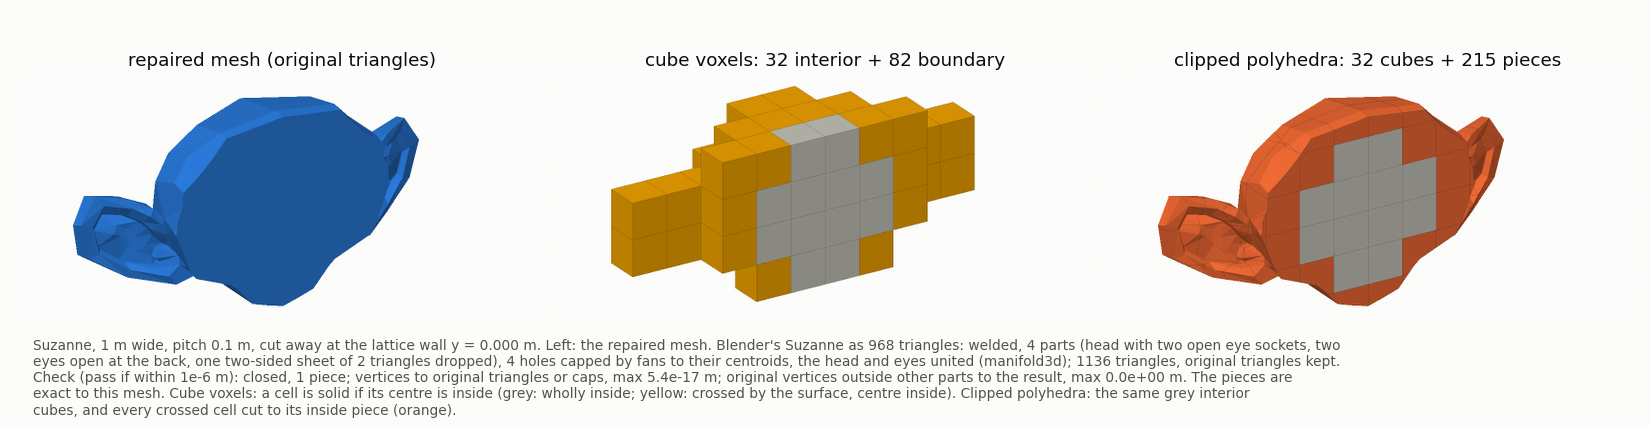 repaired mesh (original triangles)
cube voxels: 32 interior + 82 boundary
clipped polyhedra: 32 cubes + 215 pieces
Suzanne, 1 m wide, pitch 0.1 m, cut away at the lattice wall y = 0.000 m. Left: the repaired mesh. Blender's Suzanne as 968 triangles: welded, 4 parts (head with two open eye sockets, two
eyes open at the back, one two-sided sheet of 2 triangles dropped), 4 holes capped by fans to their centroids, the head and eyes united (manifold3d); 1136 triangles, original triangles kept.
Check (pass if within 1e-6 m): closed, 1 piece; vertices to original triangles or caps, max 5.4e-17 m; original vertices outside other parts to the result, max 0.0e+00 m. The pieces are
exact to this mesh. Cube voxels: a cell is solid if its centre is inside (grey: wholly inside; yellow: crossed by the surface, centre inside). Clipped polyhedra: the same grey interior
cubes, and every crossed cell cut to its inside piece (orange).